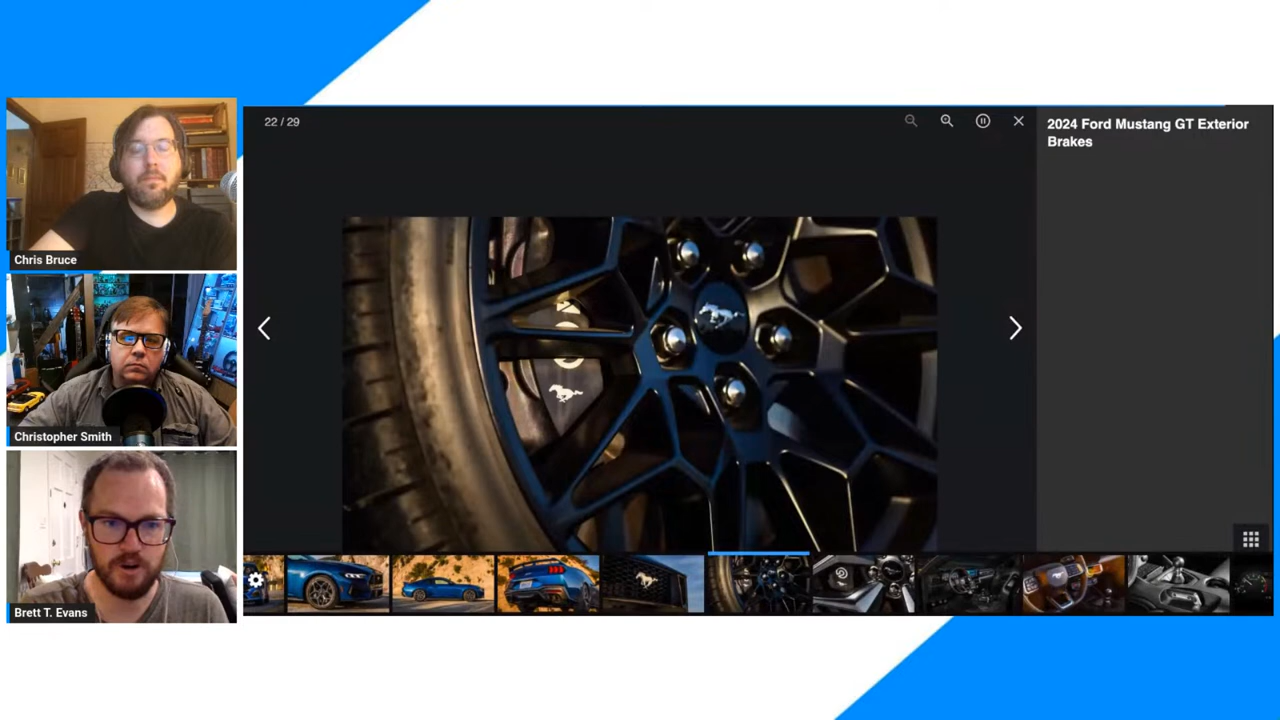 22 / 29
2024 Ford Mustang GT Exterior
Brakes
Chris Bruce
Christopher Smith
Brett T. Evans